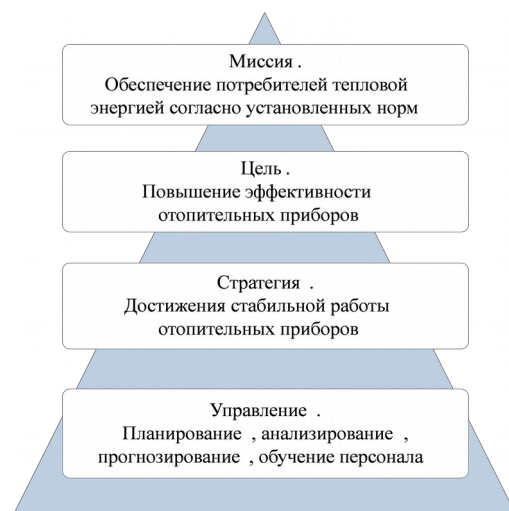 Миссия .
Обеспечение потребителей тепловой
энергией согласно установленных норм
Цель .
Повышение эффективности
отопительных приборов
Стратегия .
Достижения стабильной работы
отопительных приборов
Управление .
Планирование , анализирование ,
прогнозирование , обучение персонала